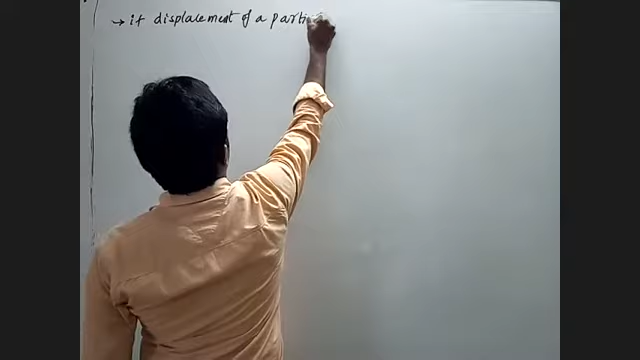 → if displacement of a parti